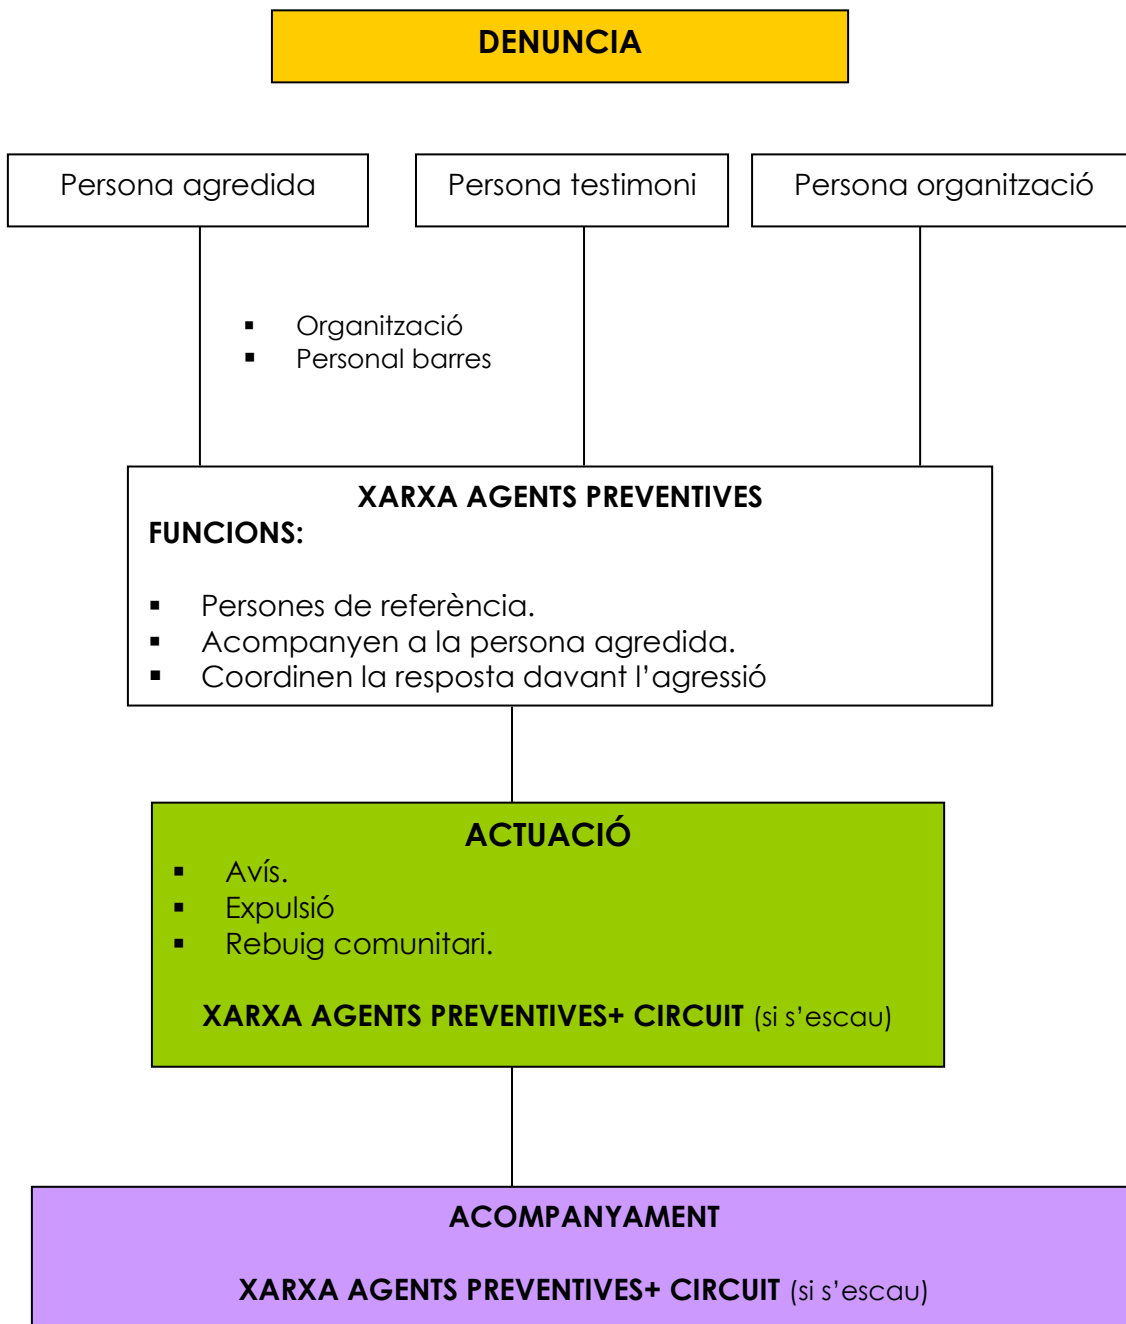 DENUNCIA
Persona agredida
Persona testimoni
Persona organització
▪ Organització
▪ Personal barres
XARXA AGENTS PREVENTIVES
FUNCIONS:
▪ Persones de referència.
▪ Acompanyen a la persona agredida.
▪ Coordinen la resposta davant l’agressió
ACTUACIÓ
▪ Avís.
▪ Expulsió
▪ Rebuig comunitari.
XARXA AGENTS PREVENTIVES+ CIRCUIT (si s’escau)
ACOMPANYAMENT
XARXA AGENTS PREVENTIVES+ CIRCUIT (si s’escau)